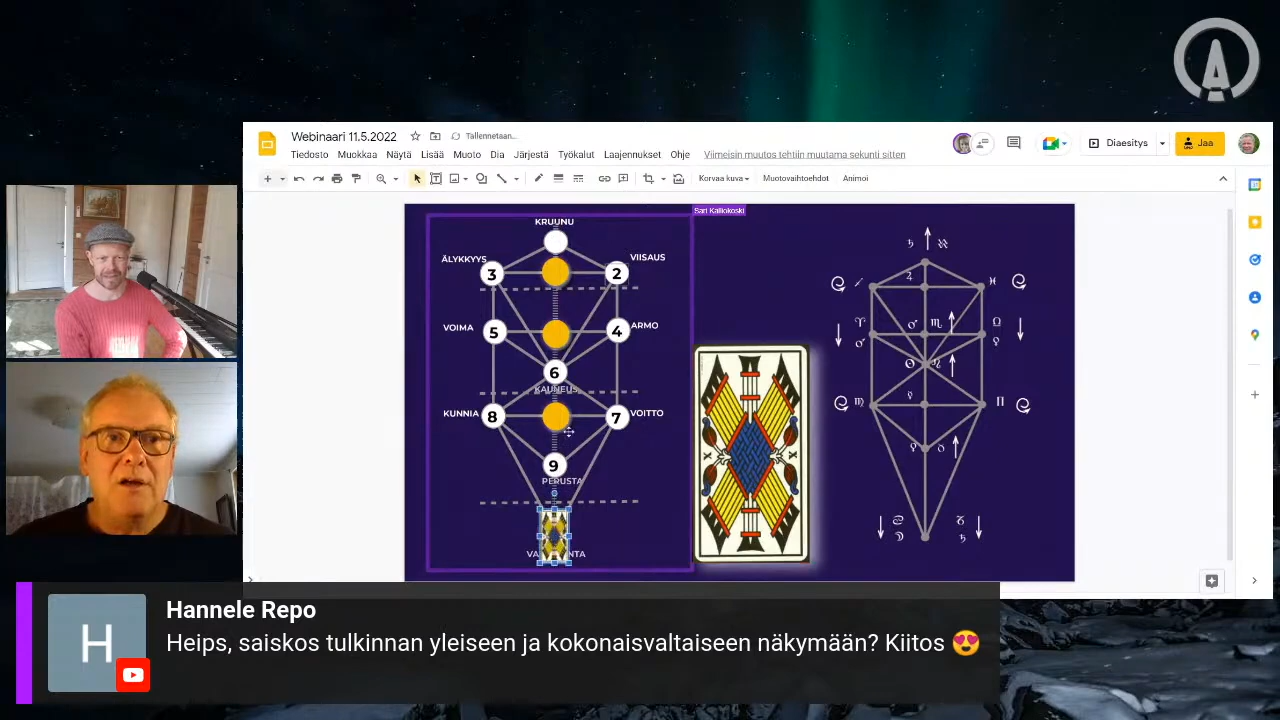 Webinaari 11.5.2022
Tallennetaan...
Tiedosto Muokkaa Näytä Lisää Muoto Dia Järjestä Työkalut Laajennukset Ohje Viimeisin muutos tehtiin muutama sekunti sitten
Diaesitys
Jaa
Korvaa kuva Muotovaihtoehdot Animoi
Sari Kalliokoski
KRUUNU
ÄLYKKYYS
VIISAUS
3
2
VOIMA
5
4
ARMO
6
KAUNEUS
KUNNIA
8
7
VOITTO
9
PERUSTA
X
X
H
Hannele Repo
Heips, saiskos tulkinnan yleiseen ja kokonaisvaltaiseen näkymään? Kiitos 😍